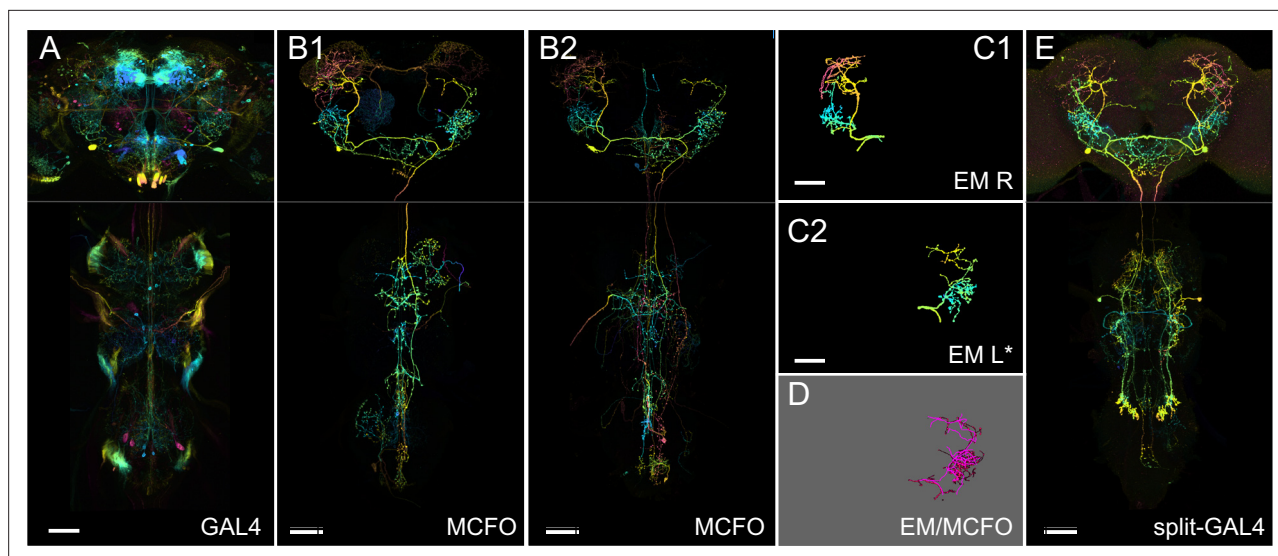 A
GAL4
B1
MCFO
B2
MCFO
C1
EM R
C2
EM L*
D
EM/MCFO
E
split-GAL4